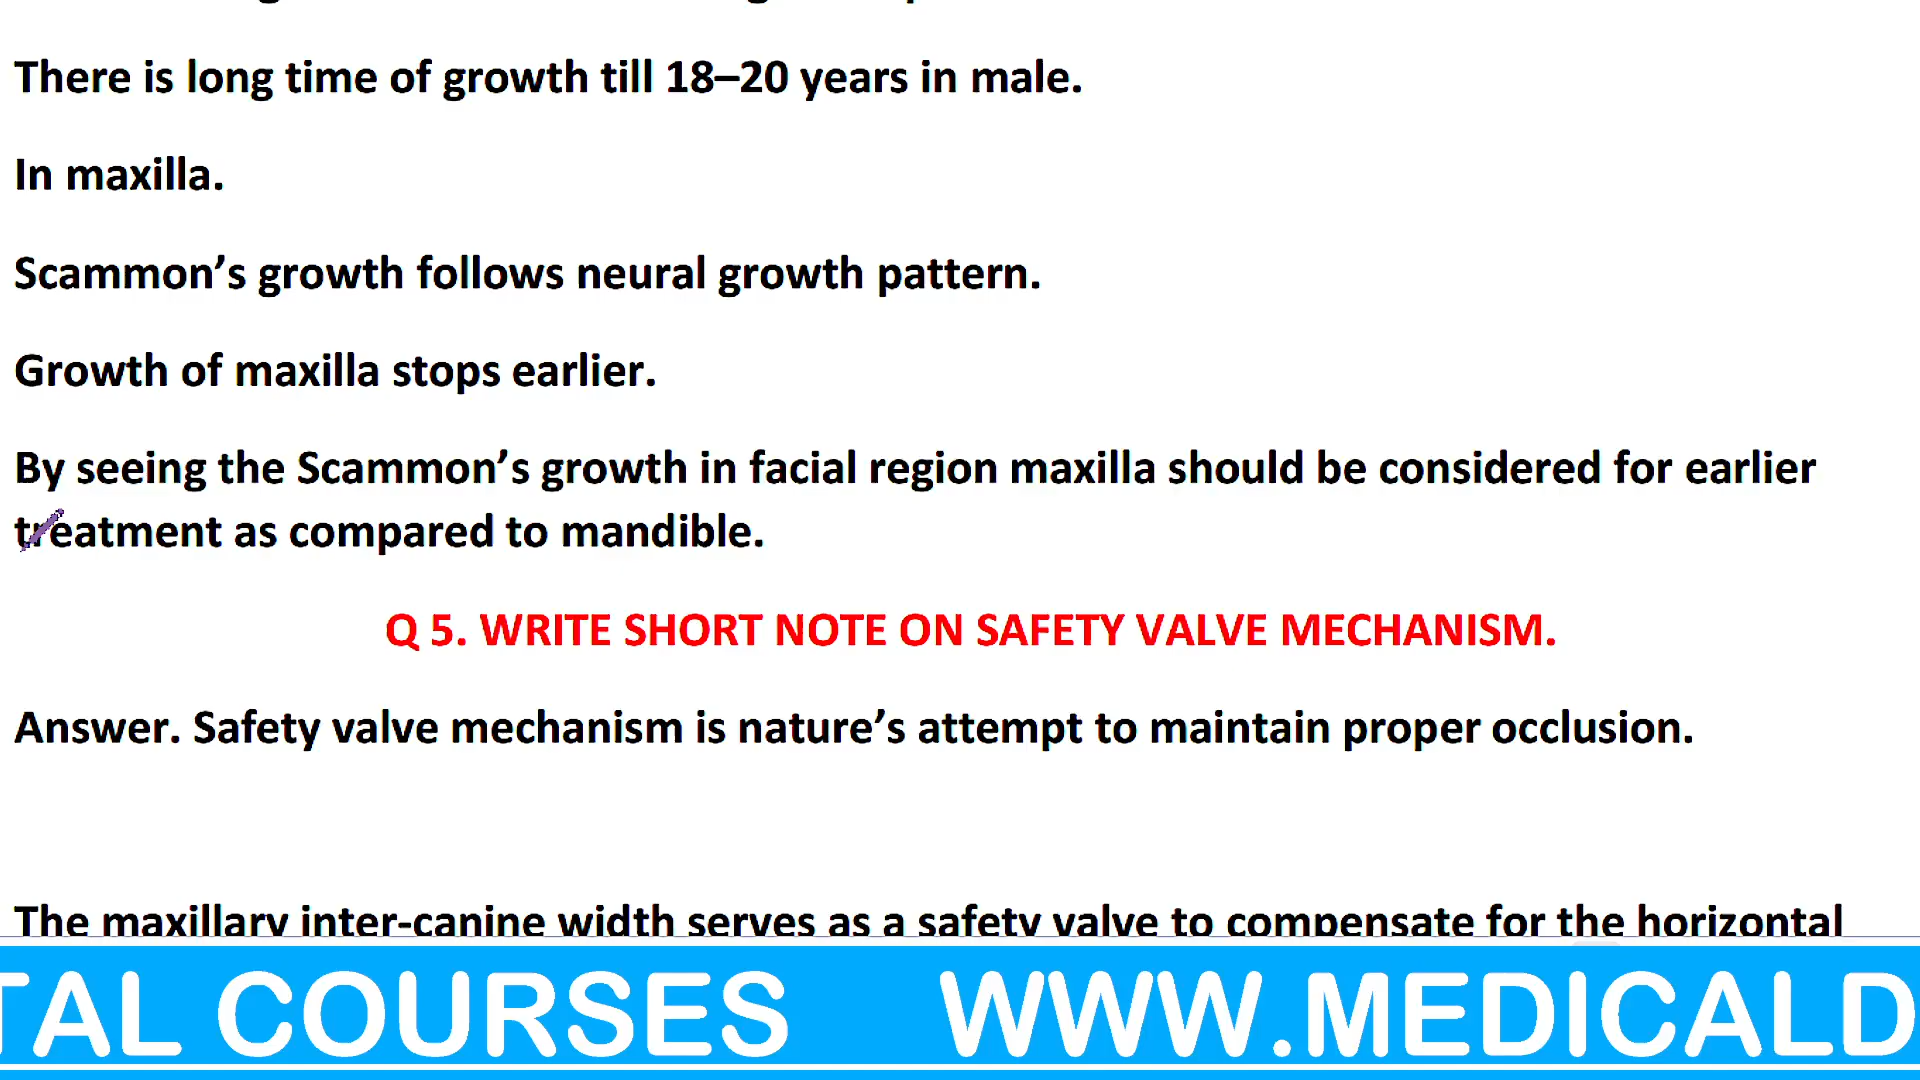 There is long time of growth till 18–20 years in male.
In maxilla.
Scammon’s growth follows neural growth pattern.
Growth of maxilla stops earlier.
By seeing the Scammon’s growth in facial region maxilla should be considered for earlier
treatment as compared to mandible.
Q 5. WRITE SHORT NOTE ON SAFETY VALVE MECHANISM.
Answer. Safety valve mechanism is nature’s attempt to maintain proper occlusion.
The maxillary inter-canine width serves as a safety valve to compensate for the horizontal
TAL COURSES WWW.MEDICALD